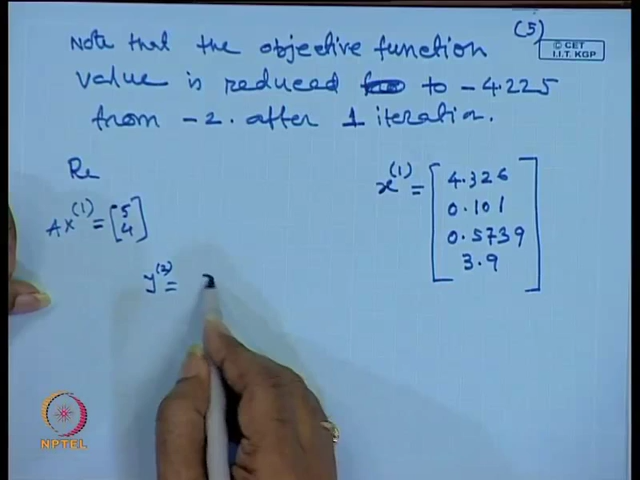 (5)
© CET
I.I.T. KGP
Note that the objective function
value is reduced to -4.225
from -2. after 1 iteration.
Re
x^(1) = [4.326
0.101
0.5739
3.9]
Ax^(1) = [5
4]
y^(2) =
NPTEL